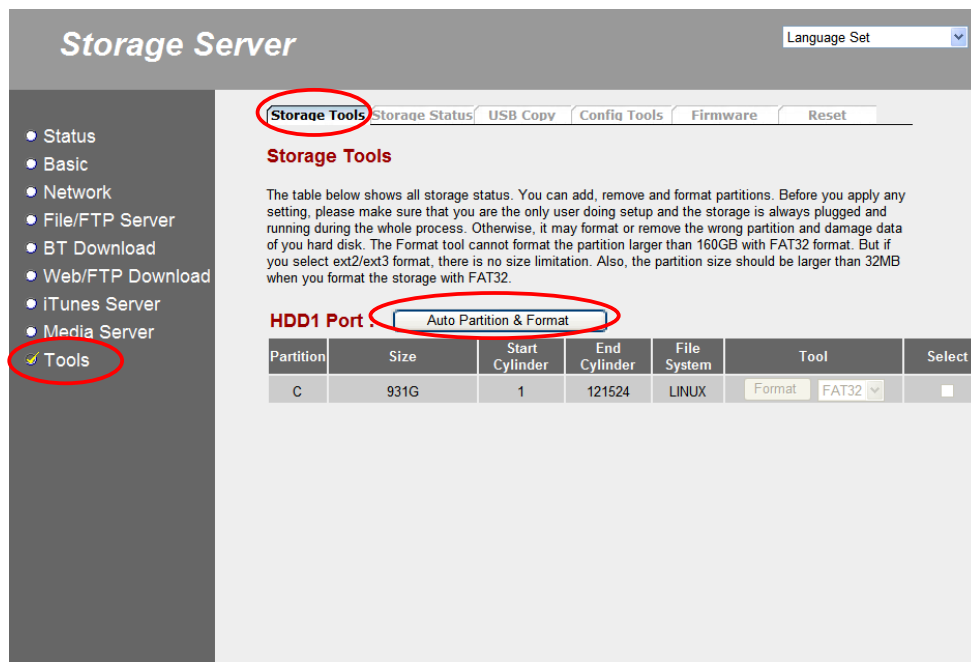 Storage Server
Language Set
Status
Basic
Network
File/FTP Server
BT Download
Web/FTP Download
iTunes Server
Media Server
Tools
Storage Tools Storage Status USB Copy Config Tools Firmware Reset
Storage Tools
The table below shows all storage status. You can add, remove and format partitions. Before you apply any
setting, please make sure that you are the only user doing setup and the storage is always plugged and
running during the whole process. Otherwise, it may format or remove the wrong partition and damage data
of you hard disk. The Format tool cannot format the partition larger than 160GB with FAT32 format. But if
you select ext2/ext3 format, there is no size limitation. Also, the partition size should be larger than 32MB
when you format the storage with FAT32.
HDD1 Port : Auto Partition & Format
Partition Size Start Cylinder End Cylinder File System Tool Select
C 931G 1 121524 LINUX Format FAT32